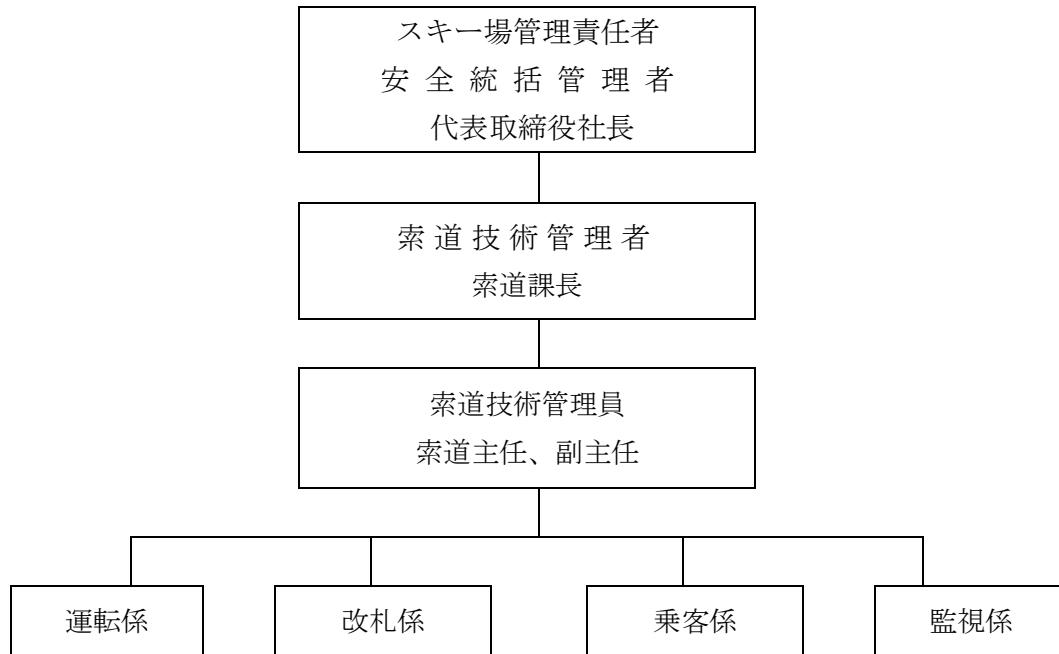 スキー場管理責任者
安全統括管理者
代表取締役社長
索道技術管理者
索道課長
索道技術管理員
索道主任、副主任
運転係
改札係
乗客係
監視係